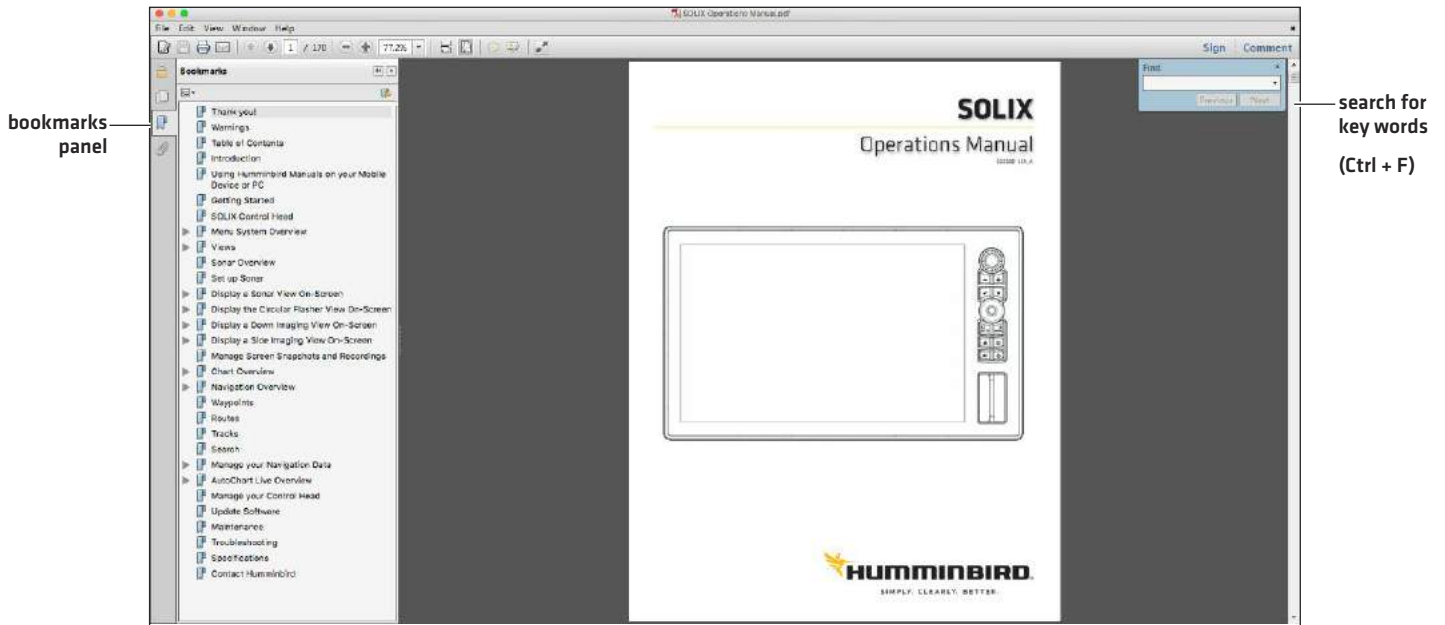 SOLIX Operations Manual.pdf
File Edit View Window Help
1 / 170 77.2%
Sign Comment
Bookmarks
Thank you!
Warnings
Table of Contents
Introduction
Using Humminbird Manuals on your Mobile
Device or PC
Getting Started
SOLIX Control Head
Menu System Overview
Views
Sonar Overview
Set up Sonar
Display a Sonar View On-Screen
Display the Circular Flasher View On-Screen
Display a Down Imaging View On-Screen
Display a Side Imaging View On-Screen
Manage Screen Snapshots and Recordings
Chart Overview
Navigation Overview
Waypoints
Routes
Tracks
Search
Manage your Navigation Data
AutoChart Live Overview
Manage your Control Head
Update Software
Maintenance
Troubleshooting
Specifications
Contact Humminbird
bookmarks
panel
SOLIX
Operations Manual
HUMMINBIRD
SIMPLY. CLEARLY. BETTER.
Find
Previous Next
search for
key words
(Ctrl + F)